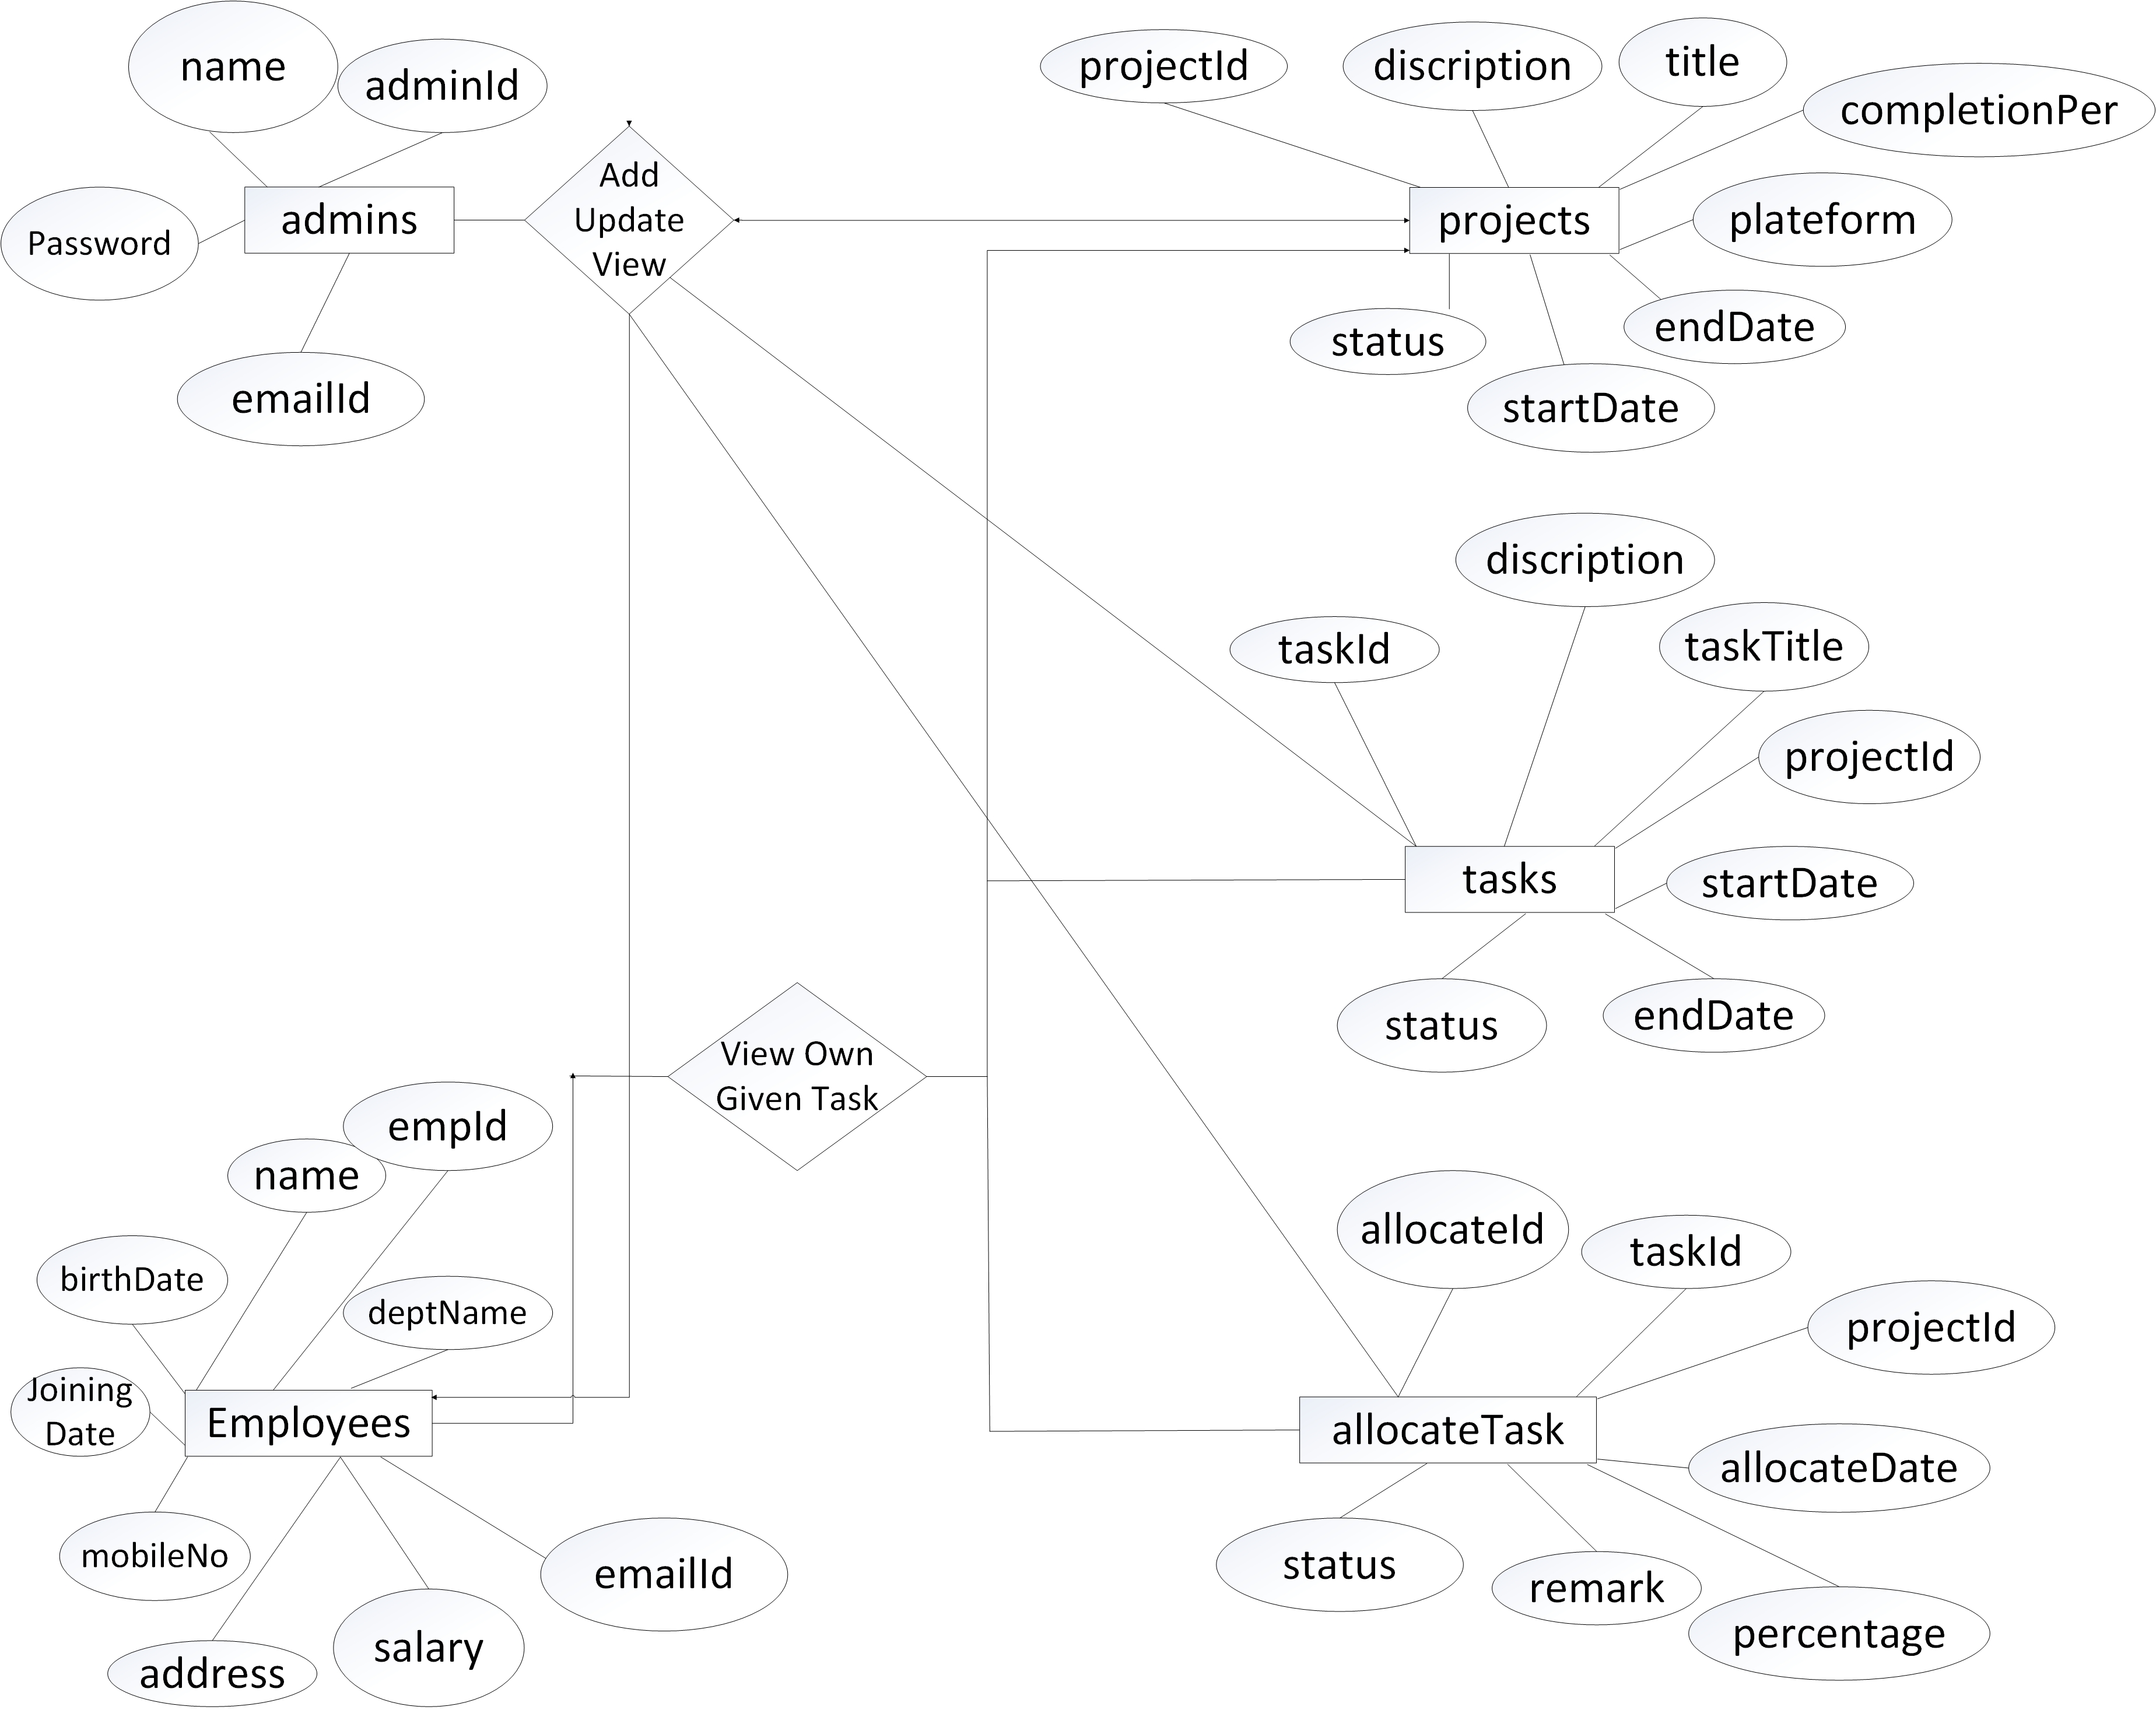 name
adminId
Password
admins
emailId
Add
Update
View
projectId
discription
title
completionPer
projects
plateform
status
endDate
startDate
discription
taskId
taskTitle
projectId
tasks
startDate
status
endDate
View Own
Given Task
empId
name
birthDate
deptName
Joining
Date
Employees
mobileNo
emailId
salary
address
allocateId
taskId
projectId
allocateTask
allocateDate
status
remark
percentage